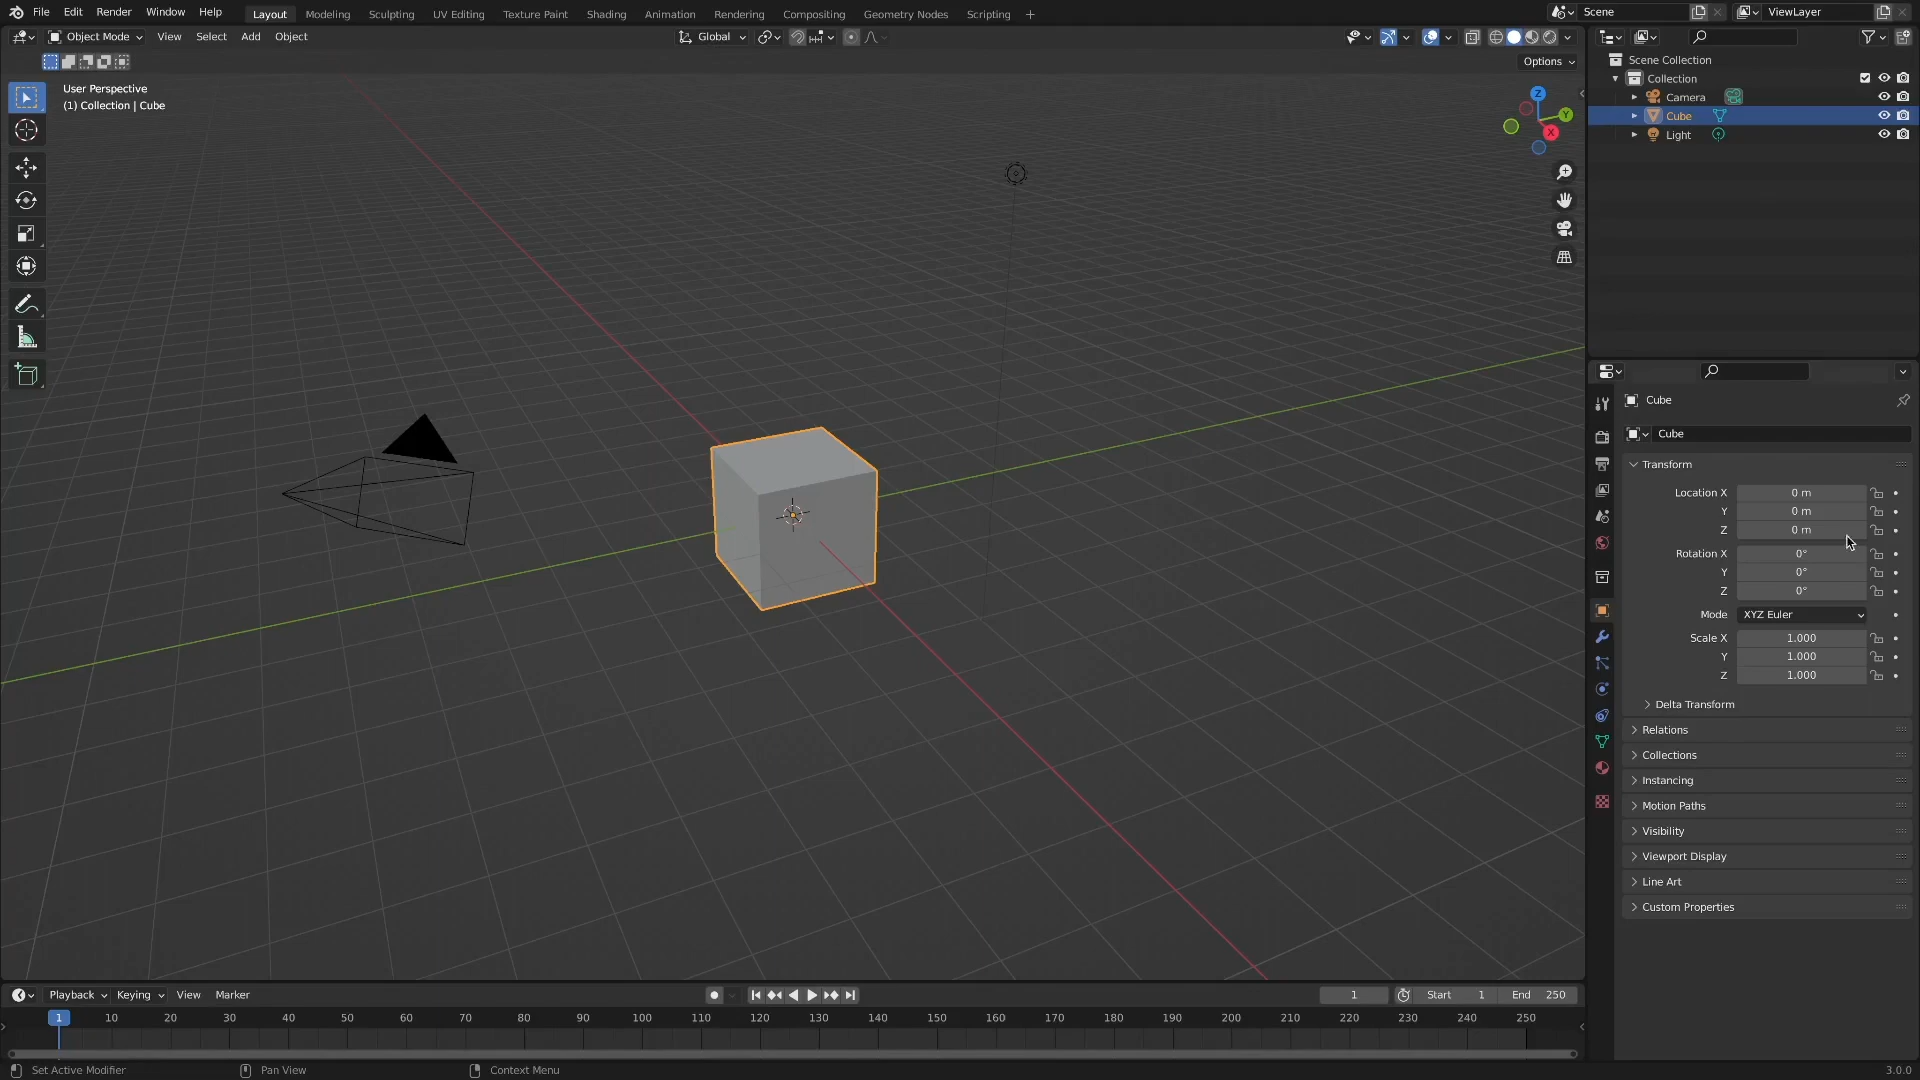 File Edit Render Window Help Layout Modeling Sculpting UV Editing Texture Paint Shading Animation Rendering Compositing Geometry Nodes Scripting + Scene ViewLayer
Object Mode View Select Add Object Global
Options
User Perspective
(1) Collection | Cube
Z
Y
X
Scene Collection
Collection
Camera
Cube
Light
Cube
Cube
Transform
Location X 0 m
Y 0 m
Z 0 m
Rotation X 0°
Y 0°
Z 0°
Mode XYZ Euler
Scale X 1.000
Y 1.000
Z 1.000
Delta Transform
Relations
Collections
Instancing
Motion Paths
Visibility
Viewport Display
Line Art
Custom Properties
Playback Keying View Marker 1 Start 1 End 250
1 10 20 30 40 50 60 70 80 90 100 110 120 130 140 150 160 170 180 190 200 210 220 230 240 250
Set Active Modifier Pan View Context Menu 3.0.0